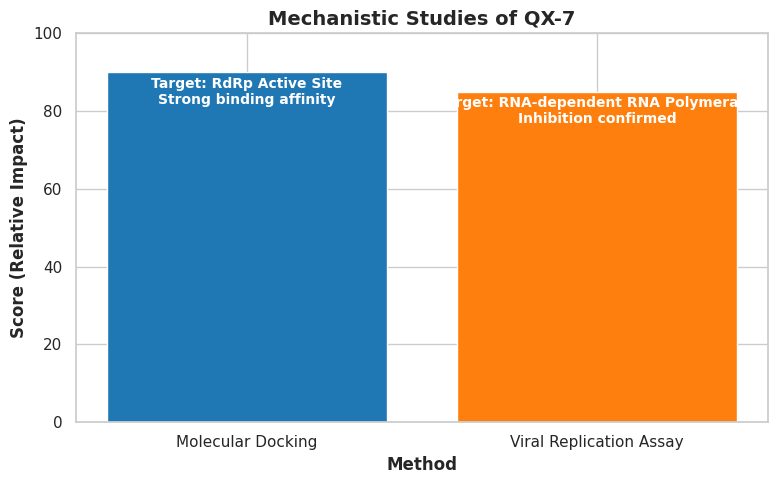 Mechanistic Studies of QX-7
Score (Relative Impact)
100
80
60
40
20
0
Target: RdRp Active Site
Strong binding affinity
rget: RNA-dependent RNA Polymera
Inhibition confirmed
Molecular Docking
Viral Replication Assay
Method